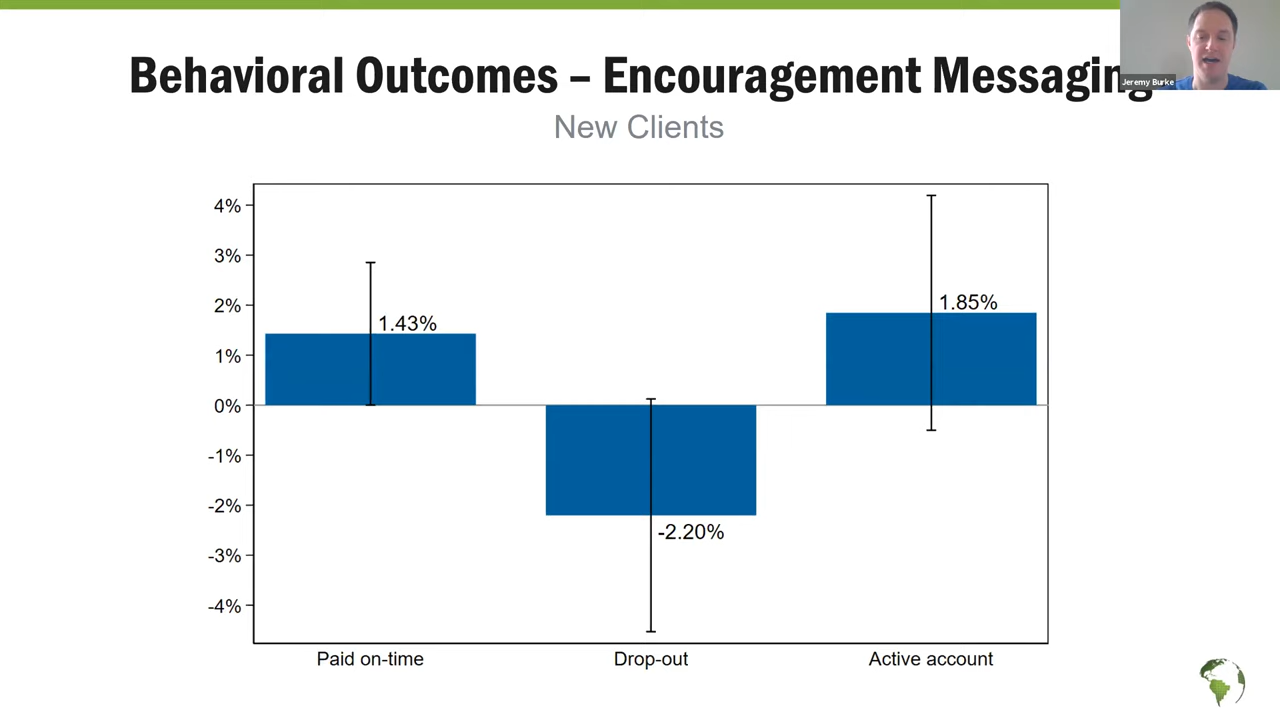 Behavioral Outcomes – Encouragement Messaging
Jeremy Burke
New Clients
4%
3%
2%
1%
0%
-1%
-2%
-3%
-4%
1.43%
-2.20%
1.85%
Paid on-time
Drop-out
Active account